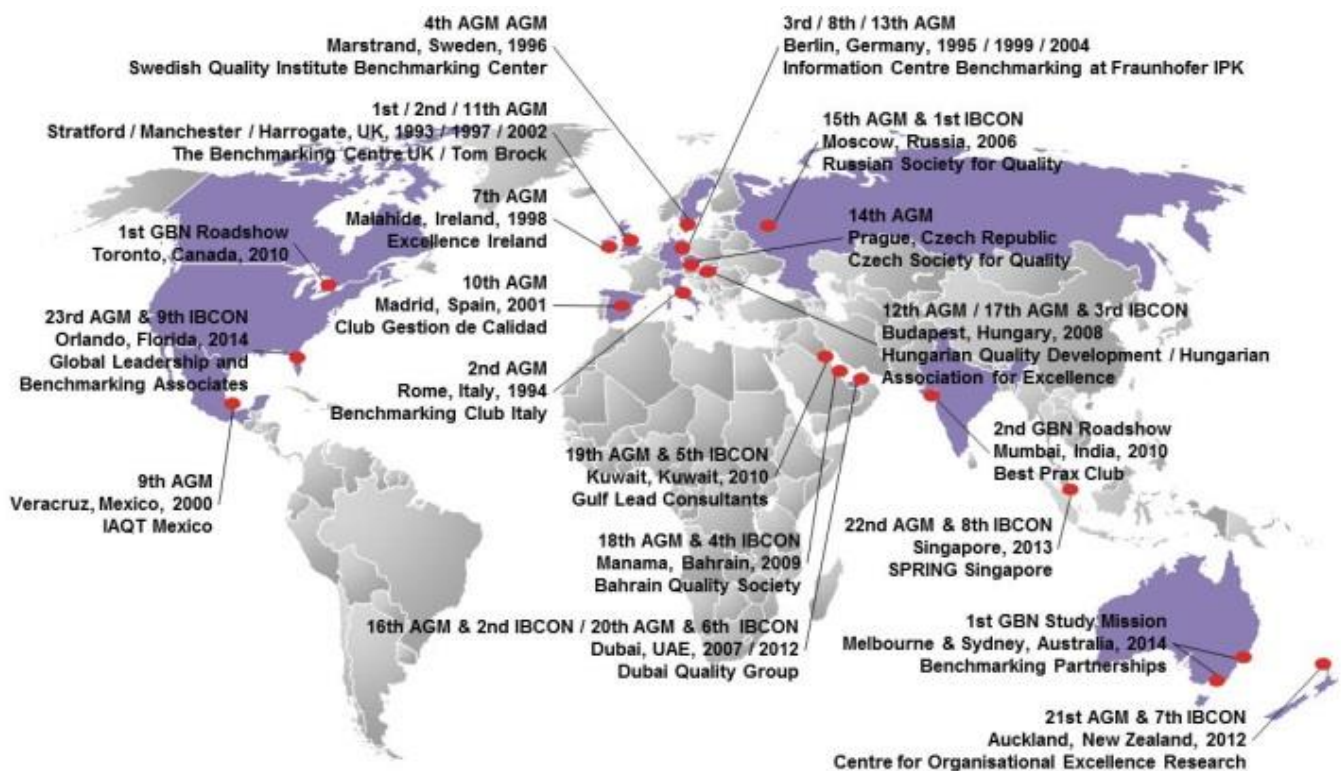 4th AGM AGM
Marstrand, Sweden, 1996
Swedish Quality Institute Benchmarking Center
3rd / 8th / 13th AGM
Berlin, Germany, 1995 / 1999 / 2004
Information Centre Benchmarking at Fraunhofer IPK
1st / 2nd / 11th AGM
Stratford / Manchester / Harrogate, UK, 1993 / 1997 / 2002
The Benchmarking Centre UK / Tom Brock
15th AGM & 1st IBCON
Moscow, Russia, 2006
Russian Society for Quality
7th AGM
Malahide, Ireland, 1998
Excellence Ireland
14th AGM
Prague, Czech Republic
Czech Society for Quality
1st GBN Roadshow
Toronto, Canada, 2010
10th AGM
Madrid, Spain, 2001
Club Gestion de Calidad
12th AGM / 17th AGM & 3rd IBCON
Budapest, Hungary, 2008
Hungarian Quality Development / Hungarian
Association for Excellence
23rd AGM & 9th IBCON
Orlando, Florida, 2014
Global Leadership and
Benchmarking Associates
2nd AGM
Rome, Italy, 1994
Benchmarking Club Italy
2nd GBN Roadshow
Mumbai, India, 2010
Best Prax Club
19th AGM & 5th IBCON
Kuwait, Kuwait, 2010
Gulf Lead Consultants
9th AGM
Veracruz, Mexico, 2000
IAQT Mexico
22nd AGM & 8th IBCON
Singapore, 2013
SPRING Singapore
18th AGM & 4th IBCON
Manama, Bahrain, 2009
Bahrain Quality Society
16th AGM & 2nd IBCON / 20th AGM & 6th IBCON
Dubai, UAE, 2007 / 2012
Dubai Quality Group
1st GBN Study Mission
Melbourne & Sydney, Australia, 2014
Benchmarking Partnerships
21st AGM & 7th IBCON
Auckland, New Zealand, 2012
Centre for Organisational Excellence Research